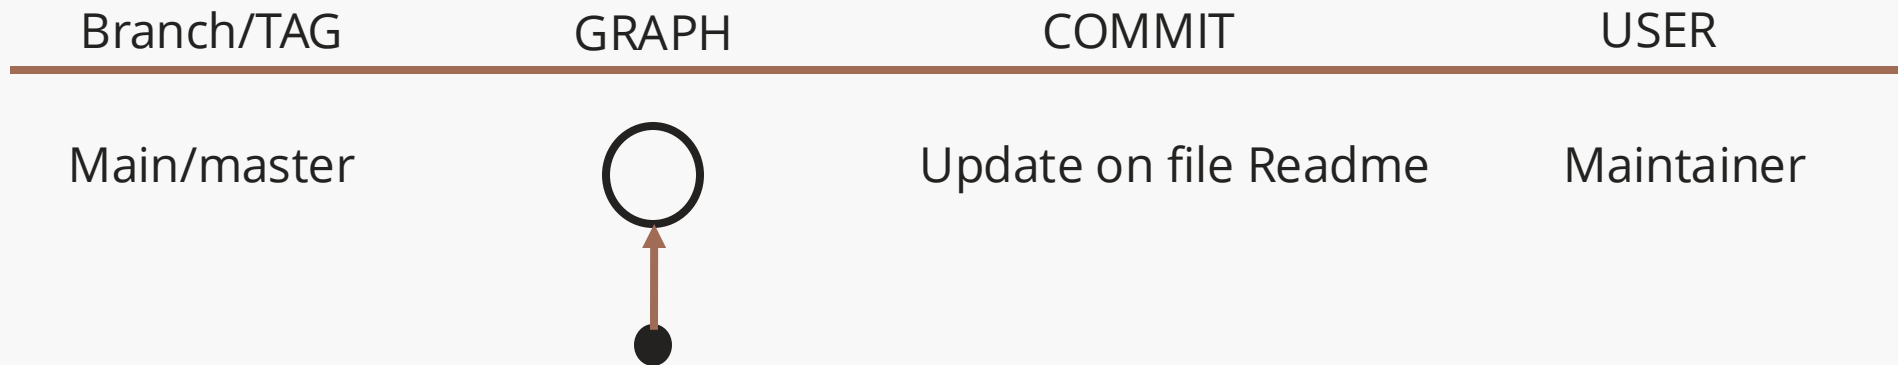 Branch/TAG GRAPH COMMIT USER
Main/master Update on file Readme Maintainer